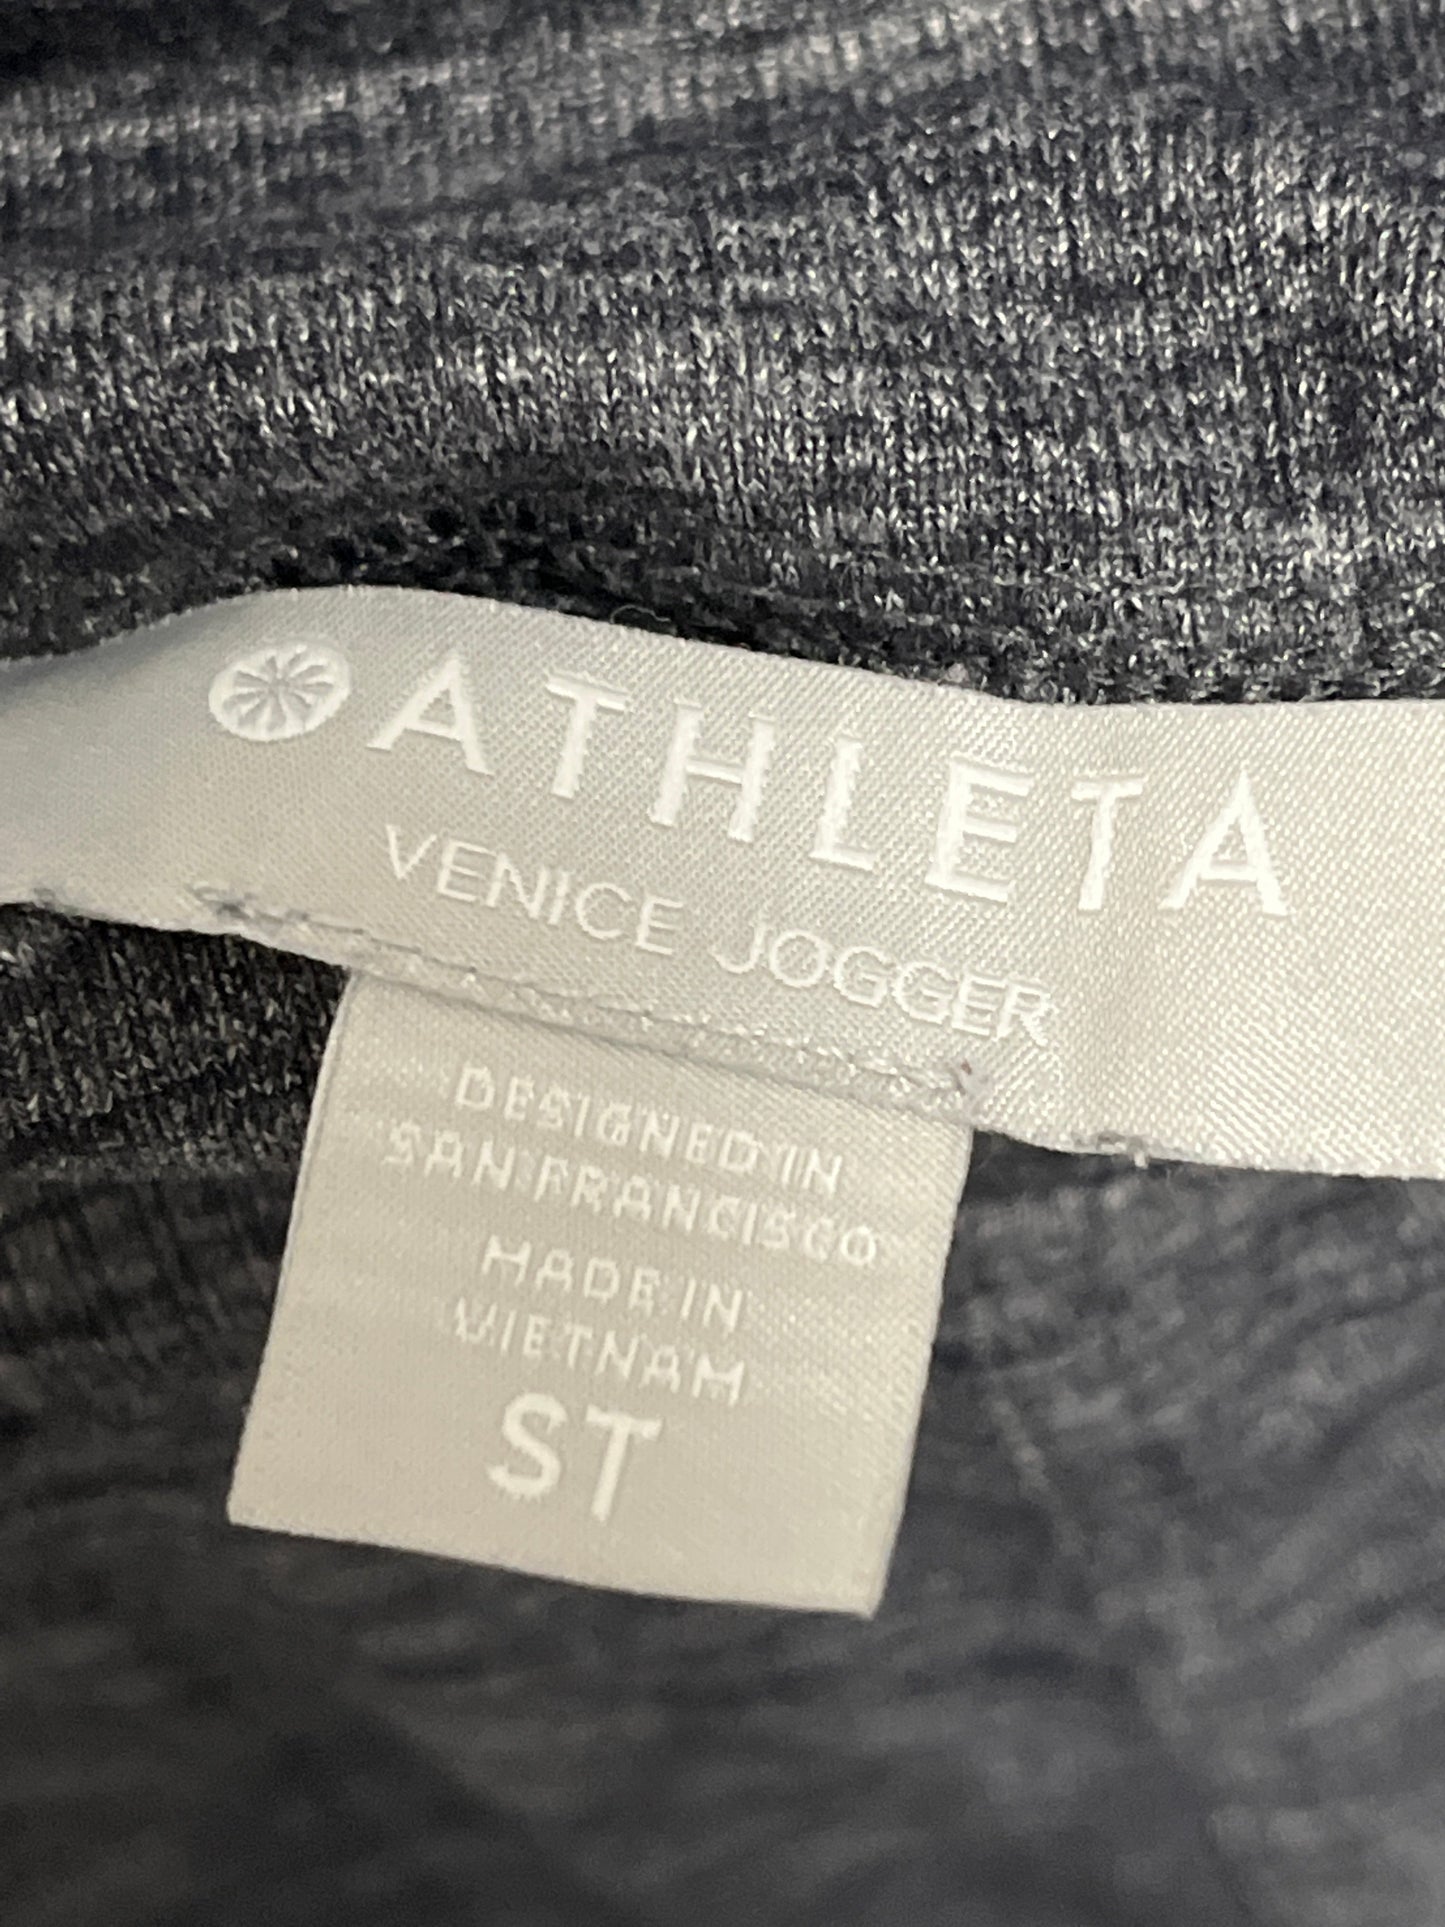 ATHLETA
VENICE JOGGER
DESIGNED IN
SAN FRANCISCO
MADE IN
VIETNAM
ST